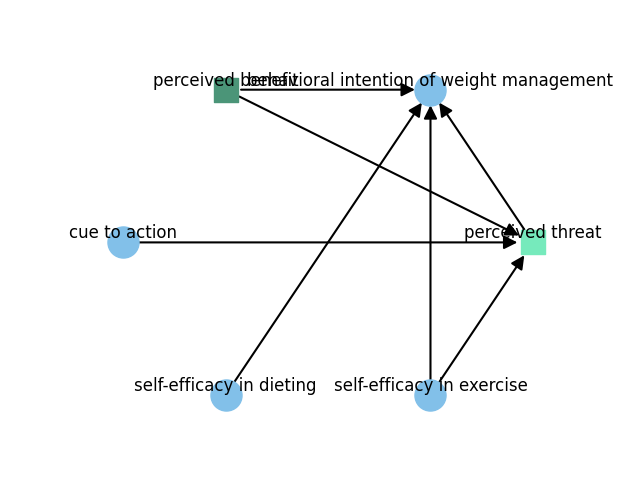 perceived benefit
behavioral intention of weight management
cue to action
perceived threat
self-efficacy in dieting
self-efficacy in exercise